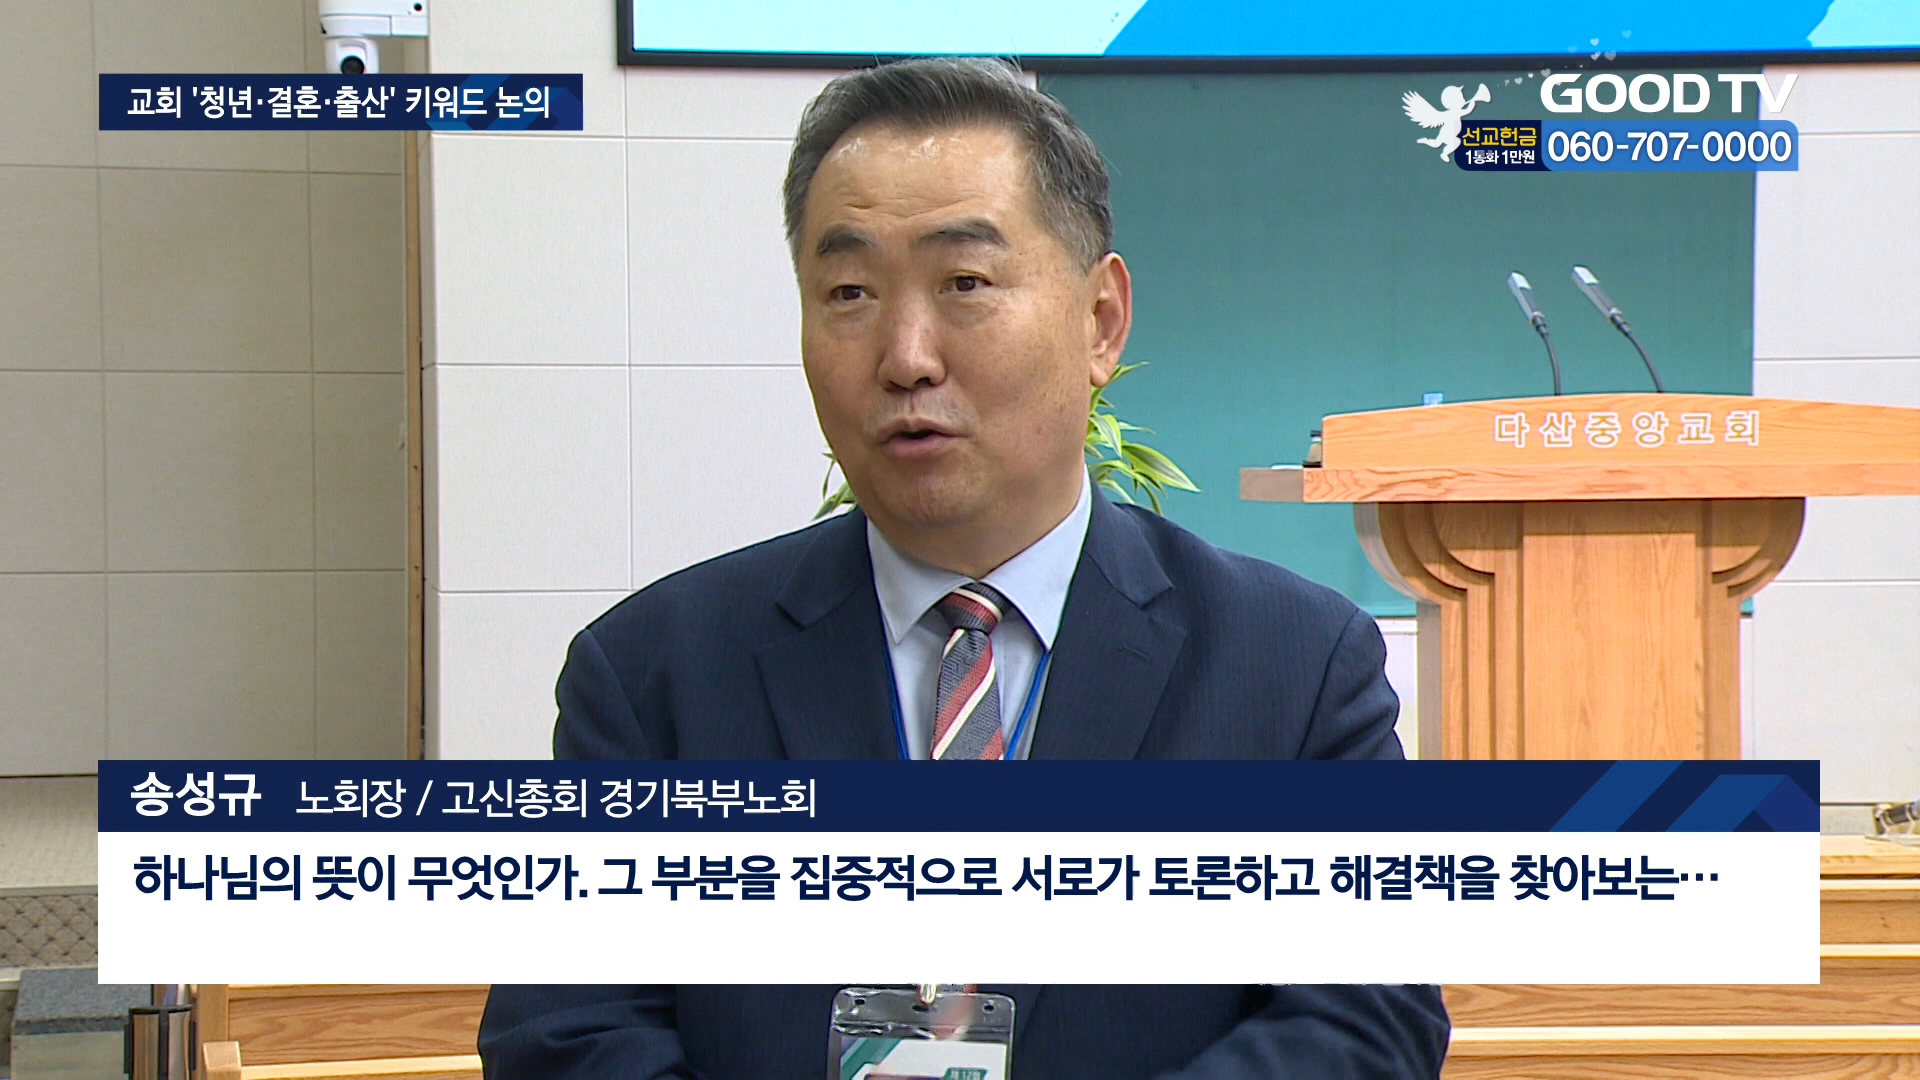 교회 '청년·결혼·출산' 키워드 논의
GOOD TV
선교헌금
1통화 1만원
060-707-0000
다산중앙교회
송성규 노회장 / 고신총회 경기북부노회
하나님의 뜻이 무엇인가. 그 부분을 집중적으로 서로가 토론하고 해결책을 찾아보는…